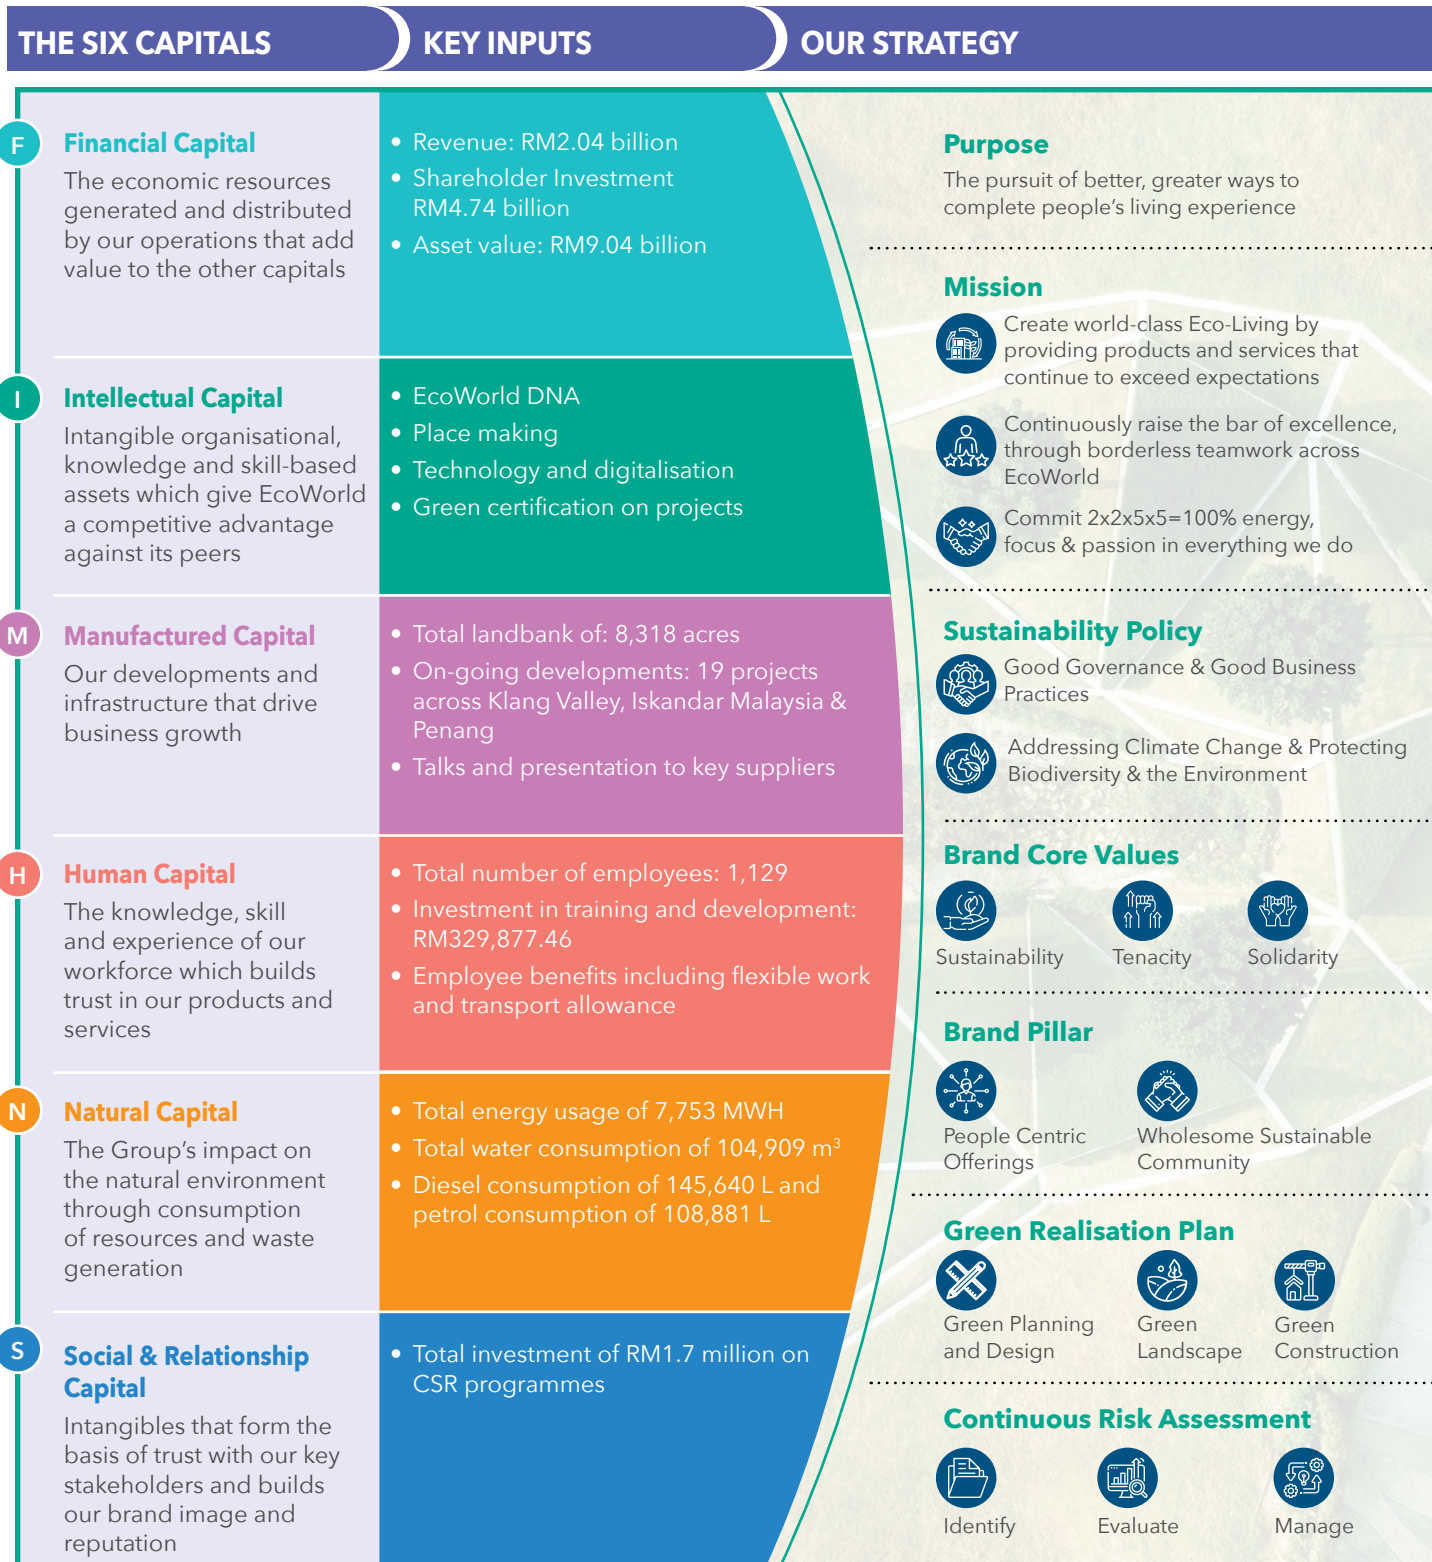 THE SIX CAPITALS
KEY INPUTS
OUR STRATEGY
F
Financial Capital
The economic resources
generated and distributed
by our operations that add
value to the other capitals
• Revenue: RM2.04 billion
• Shareholder Investment
RM4.74 billion
• Asset value: RM9.04 billion
I
Intellectual Capital
Intangible organisational,
knowledge and skill-based
assets which give EcoWorld
a competitive advantage
against its peers
• EcoWorld DNA
• Place making
• Technology and digitalisation
• Green certification on projects
M
Manufactured Capital
Our developments and
infrastructure that drive
business growth
• Total landbank of: 8,318 acres
• On-going developments: 19 projects
across Klang Valley, Iskandar Malaysia &
Penang
• Talks and presentation to key suppliers
H
Human Capital
The knowledge, skill
and experience of our
workforce which builds
trust in our products and
services
• Total number of employees: 1,129
• Investment in training and development:
RM329,877.46
• Employee benefits including flexible work
and transport allowance
N
Natural Capital
The Group's impact on
the natural environment
through consumption
of resources and waste
generation
• Total energy usage of 7,753 MWH
• Total water consumption of 104,909 m³
• Diesel consumption of 145,640 L and
petrol consumption of 108,881 L
S
Social & Relationship
Capital
Intangibles that form the
basis of trust with our key
stakeholders and builds
our brand image and
reputation
• Total investment of RM1.7 million on
CSR programmes
Purpose
The pursuit of better, greater ways to
complete people's living experience
Mission
Create world-class Eco-Living by
providing products and services that
continue to exceed expectations
Continuously raise the bar of excellence,
through borderless teamwork across
EcoWorld
Commit 2x2x5x5=100% energy,
focus & passion in everything we do
Sustainability Policy
Good Governance & Good Business
Practices
Addressing Climate Change & Protecting
Biodiversity & the Environment
Brand Core Values
Sustainability
Tenacity
Solidarity
Brand Pillar
People Centric
Offerings
Wholesome Sustainable
Community
Green Realisation Plan
Green Planning
and Design
Green
Landscape
Green
Construction
Continuous Risk Assessment
Identify
Evaluate
Manage